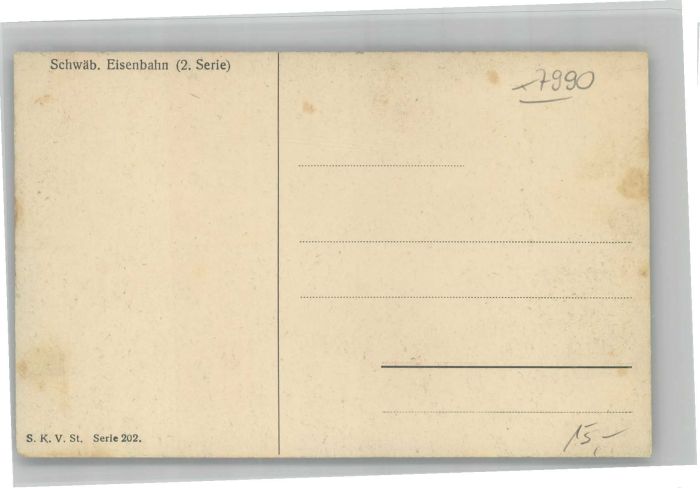 Schwäb. Eisenbahn (2. Serie)
7990
S. K. V. St. Serie 202.
15,-